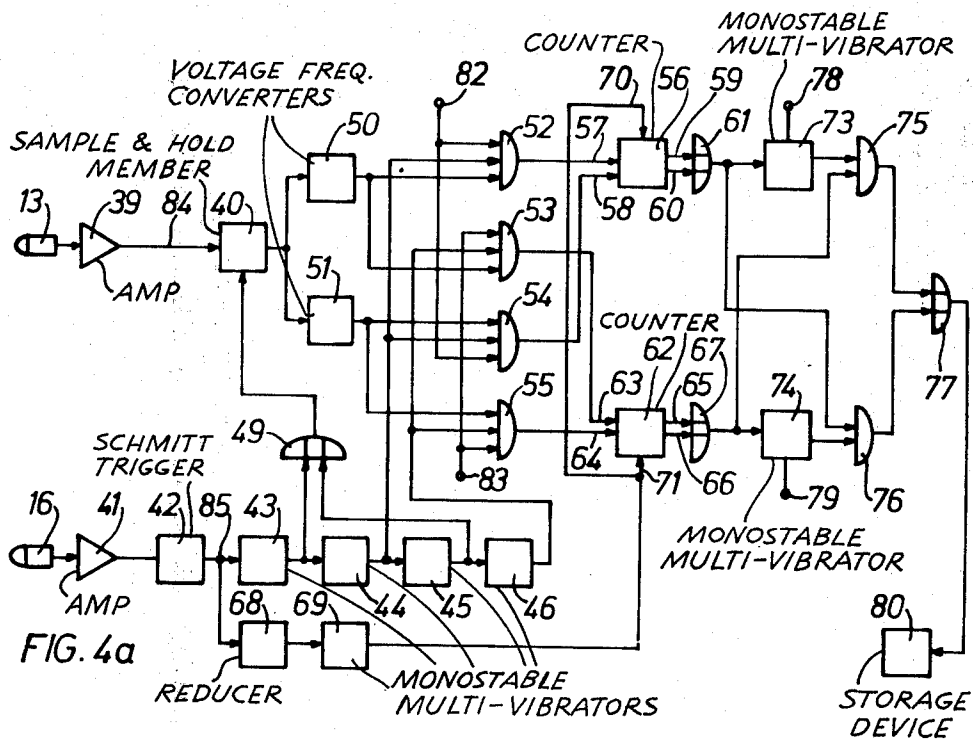 MONOSTABLE
MULTI-VIBRATOR
COUNTER
VOLTAGE FREQ.
CONVERTERS
82
70
56
59
61
78
50
52
57
73
75
SAMPLE & HOLD
MEMBER
13
39
84
40
58
60
53
AMP
51
54
COUNTER
62
67
77
55
63
65
74
49
64
66
SCHMITT
TRIGGER
83
71
79
76
16
41
42
85
43
MONOSTABLE
MULTI-VIBRATOR
AMP
44
45
46
68
69
80
FIG. 4a
REDUCER
MONOSTABLE
MULTI-VIBRATORS
STORAGE
DEVICE